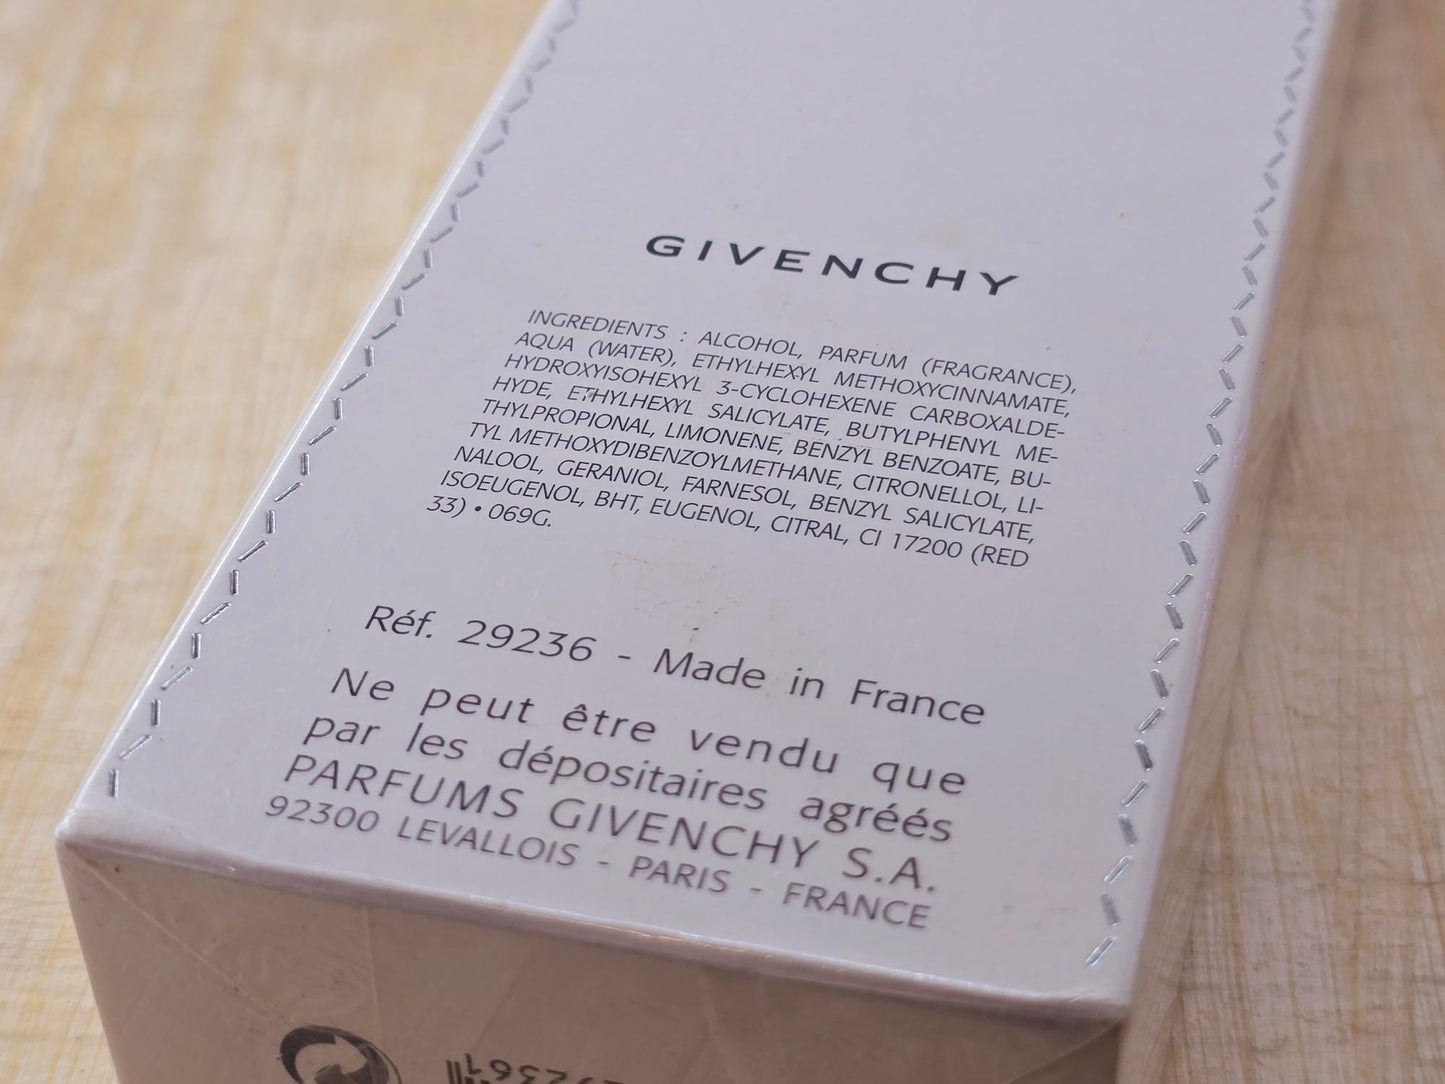 GIVENCHY
INGREDIENTS : ALCOHOL, PARFUM (FRAGRANCE),
AQUA (WATER), ETHYLHEXYL METHOXYCINNAMATE,
HYDROXYISOHEXYL 3-CYCLOHEXENE CARBOXALDE-
HYDE, ETHYLHEXYL SALICYLATE, BUTYLPHENYL ME-
THYLPROPIONAL, LIMONENE, BENZYL BENZOATE, BU-
TYL METHOXYDIBENZOYLMETHANE, CITRONELLOL, LI-
NALOOL, GERANIOL, FARNESOL, BENZYL SALICYLATE,
ISOEUGENOL, BHT, EUGENOL, CITRAL, CI 17200 (RED
33) • 069G.
Réf. 29236 - Made in France
Ne peut être vendu que
par les dépositaires agréés
PARFUMS GIVENCHY S.A.
92300 LEVALLOIS - PARIS - FRANCE